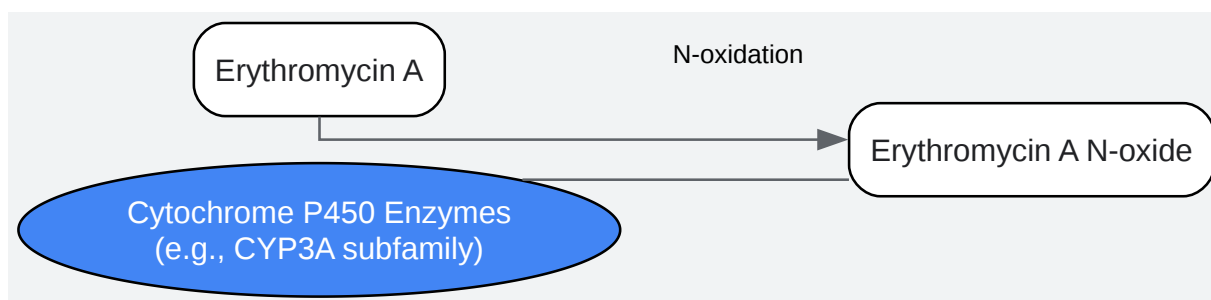 Erythromycin A
N-oxidation
Erythromycin A N-oxide
Cytochrome P450 Enzymes
(e.g., CYP3A subfamily)